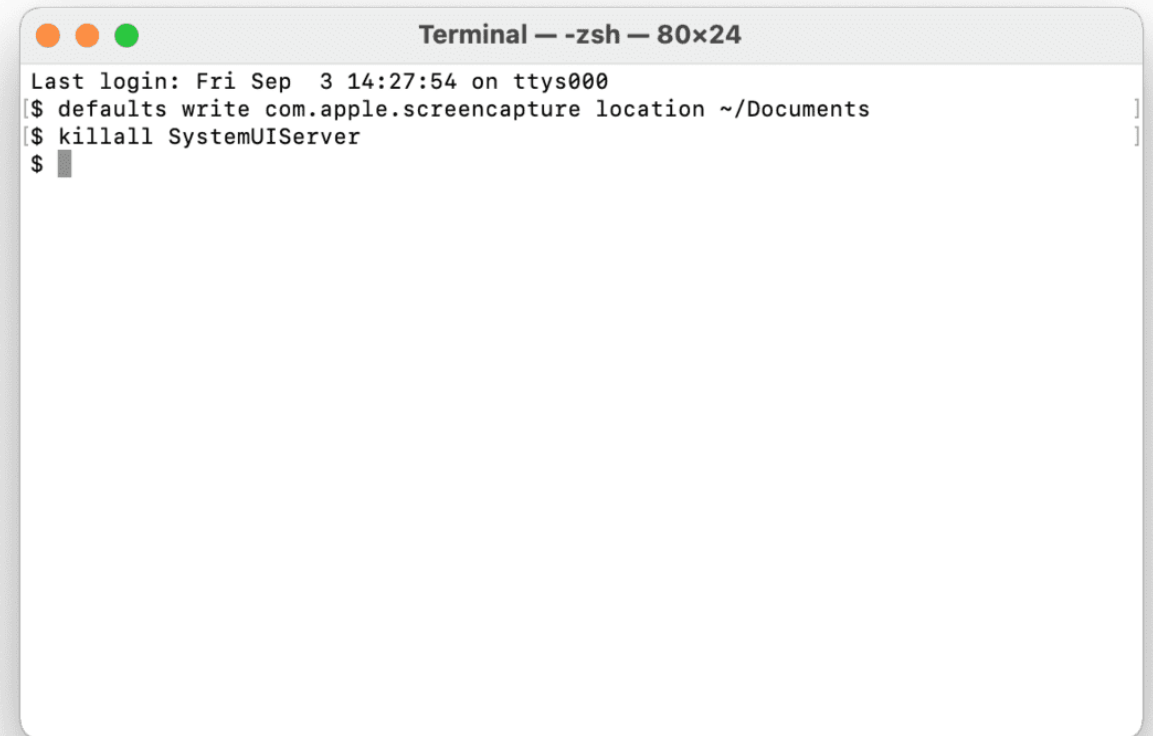 Terminal — -zsh — 80×24
Last login: Fri Sep  3 14:27:54 on ttys000
[$ defaults write com.apple.screencapture location ~/Documents ]
[$ killall SystemUIServer ]
$